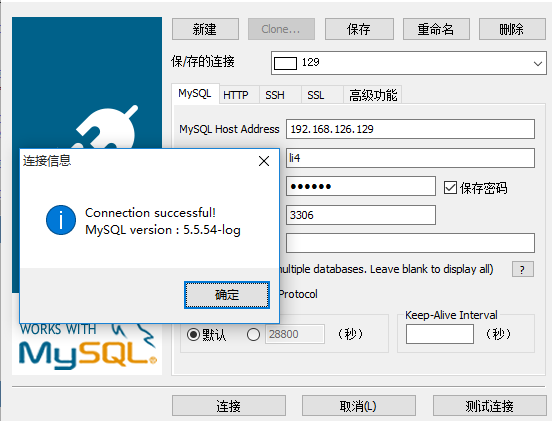 新建
Clone...
保存
重命名
删除
保/存的连接
129
MySQL
HTTP
SSH
SSL
高级功能
MySQL Host Address
192.168.126.129
li4
●●●●●●
保存密码
3306
连接信息
Connection successful!
MySQL version : 5.5.54-log
确定
multiple databases. Leave blank to display all)
?
Protocol
默认
28800
（秒）
Keep-Alive Interval
（秒）
WORKS WITH
MySQL®
连接
取消(L)
测试连接